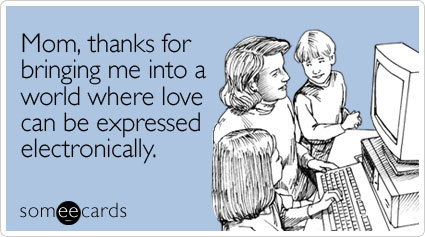 Mom, thanks for
bringing me into a
world where love
can be expressed
electronically.
someecards